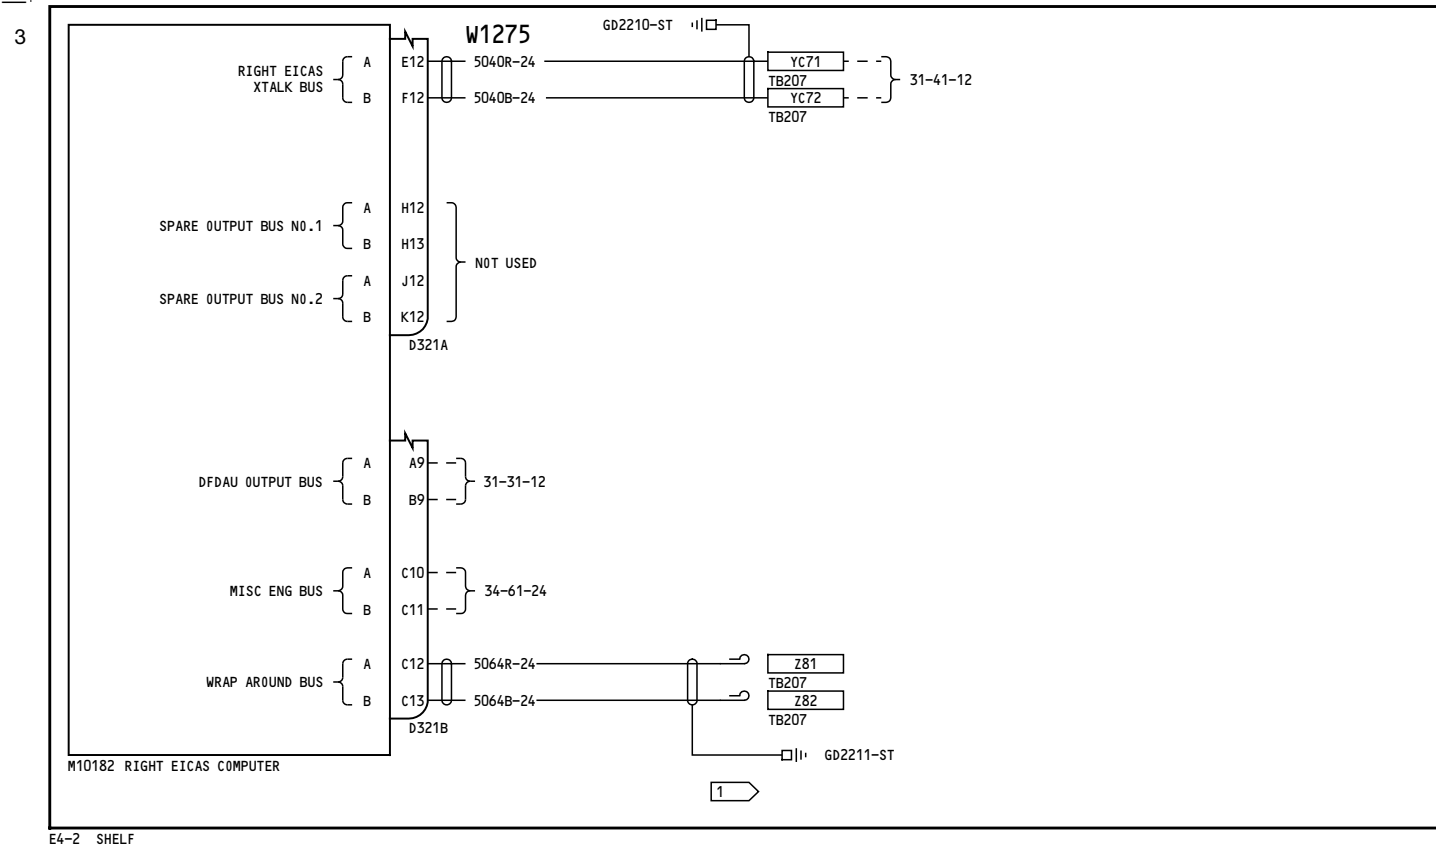 3
W1275
GD2210-ST
RIGHT EICAS
XTALK BUS
A E12 5040R-24 YC71
TB207
31-41-12
B F12 5040B-24 YC72
TB207
SPARE OUTPUT BUS NO.1
A H12
B H13
NOT USED
SPARE OUTPUT BUS NO.2
A J12
B K12
D321A
DFDAU OUTPUT BUS
A A9
31-31-12
B B9
MISC ENG BUS
A C10
34-61-24
B C11
WRAP AROUND BUS
A C12 5064R-24 Z81
TB207
B C13 5064B-24 Z82
TB207
D321B
GD2211-ST
M10182 RIGHT EICAS COMPUTER
1
E4-2 SHELF